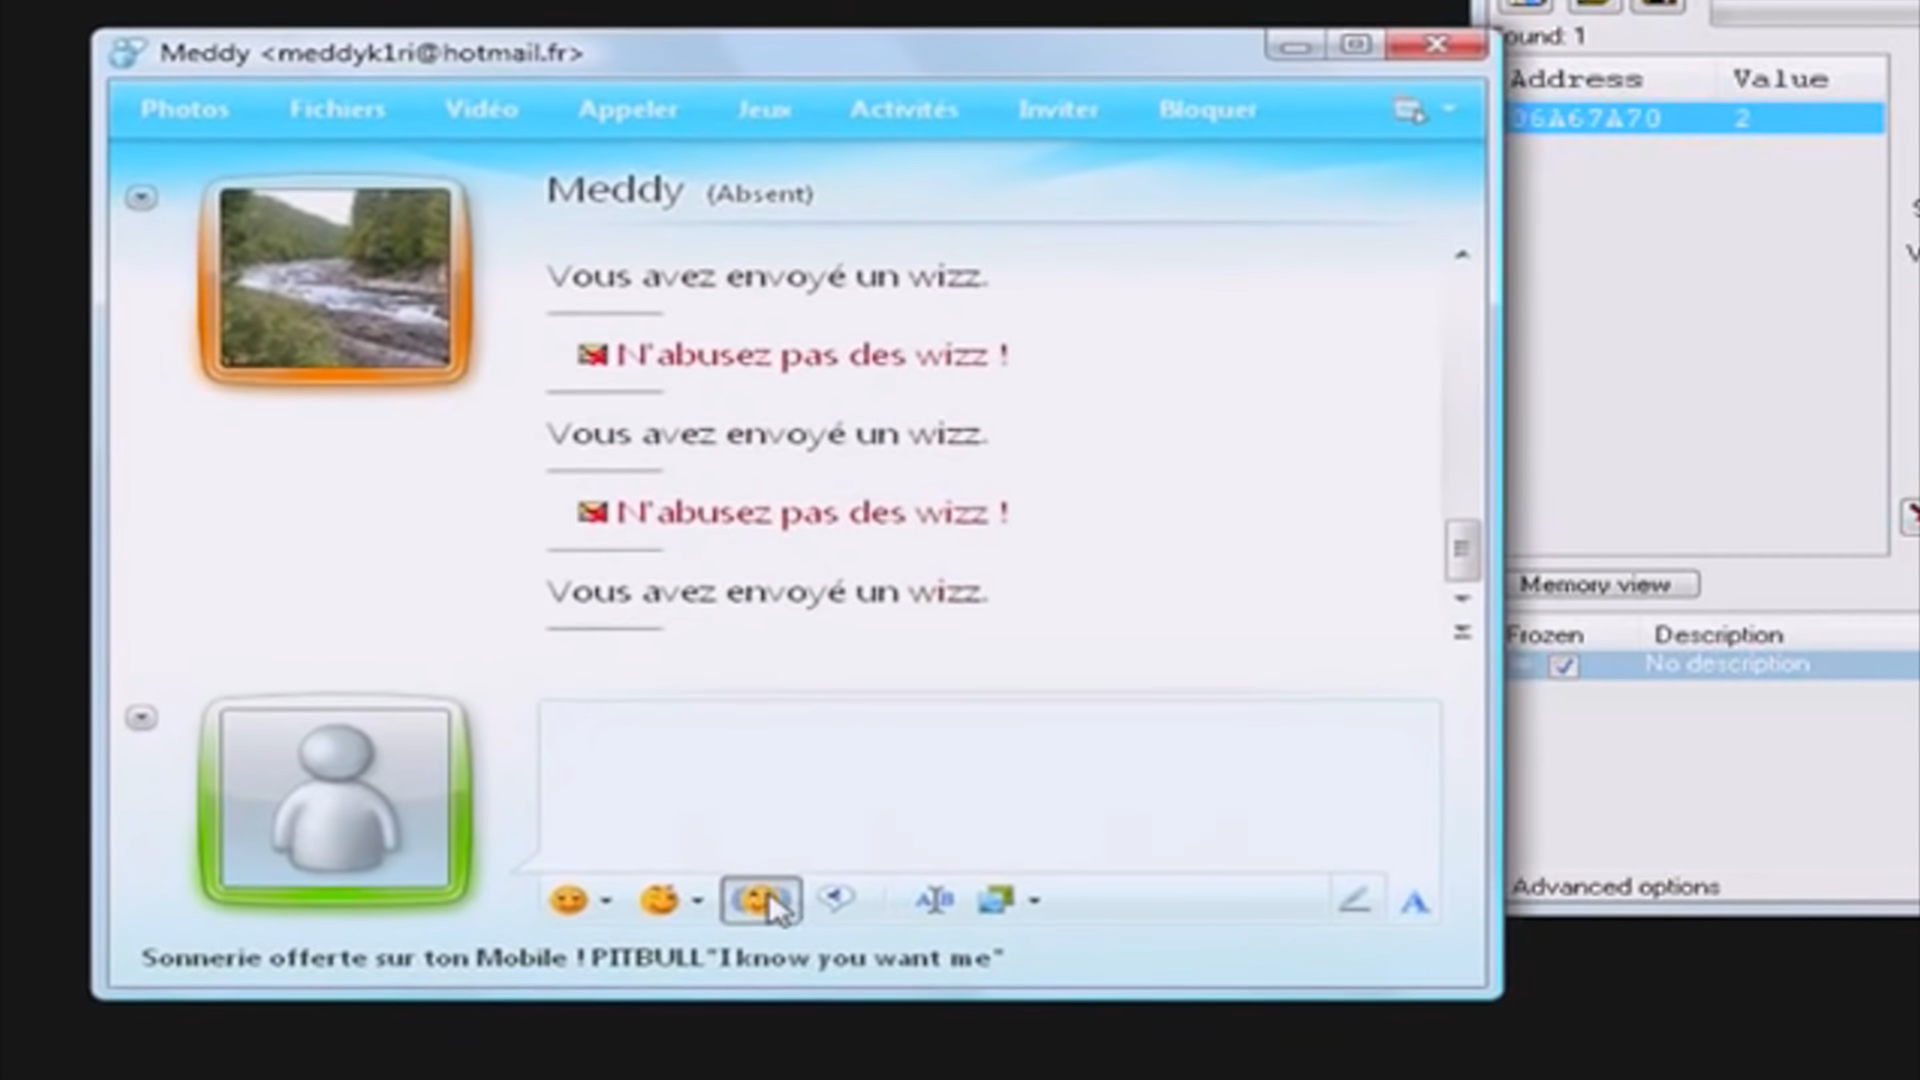 Meddy <meddyk1ri@hotmail.fr>
Photos Fichiers Vidéo Appeler Jeux Activités Inviter Bloquer
Meddy (Absent)
Vous avez envoyé un wizz.
N'abusez pas des wizz !
Vous avez envoyé un wizz.
N'abusez pas des wizz !
Vous avez envoyé un wizz.
Sonnerie offerte sur ton Mobile ! PITBULL"I know you want me"
ound: 1
Address Value
06A67A70 2
Memory view
Frozen Description
No description
Advanced options